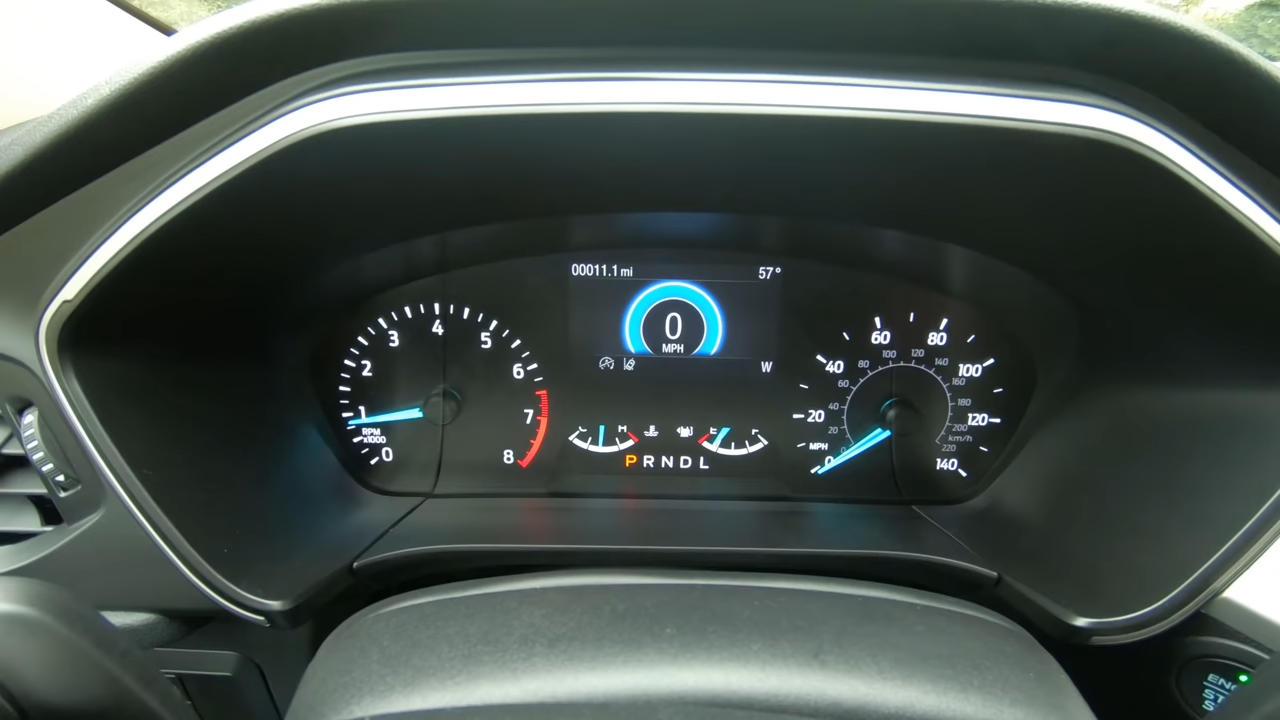 00011.1 mi 57°
0
MPH
W
0 1 2 3 4 5 6 7 8
RPM
x1000
C H E F
P R N D L
0 20 40 60 80 100 120 140
MPH
20 40 60 80 100 120 140 160 180 200 220
km/h